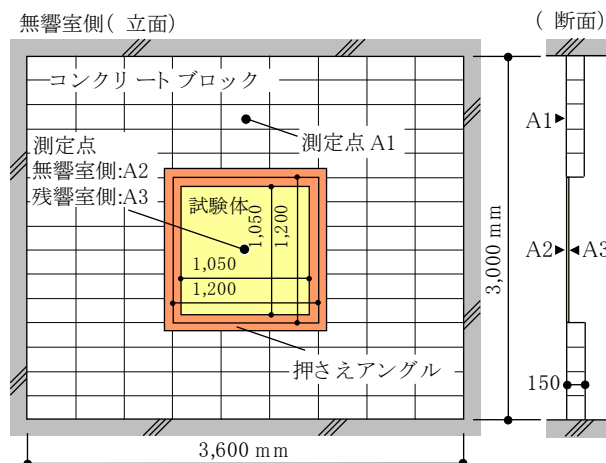 無響室側( 立面)
( 断面)
コンクリートブロック
A1
測定点 A1
測定点
無響室側:A2
残響室側:A3
試験体
1,050
1,200
1,050
1,200
A2
A3
3,000 mm
押さえアングル
150
3,600 mm